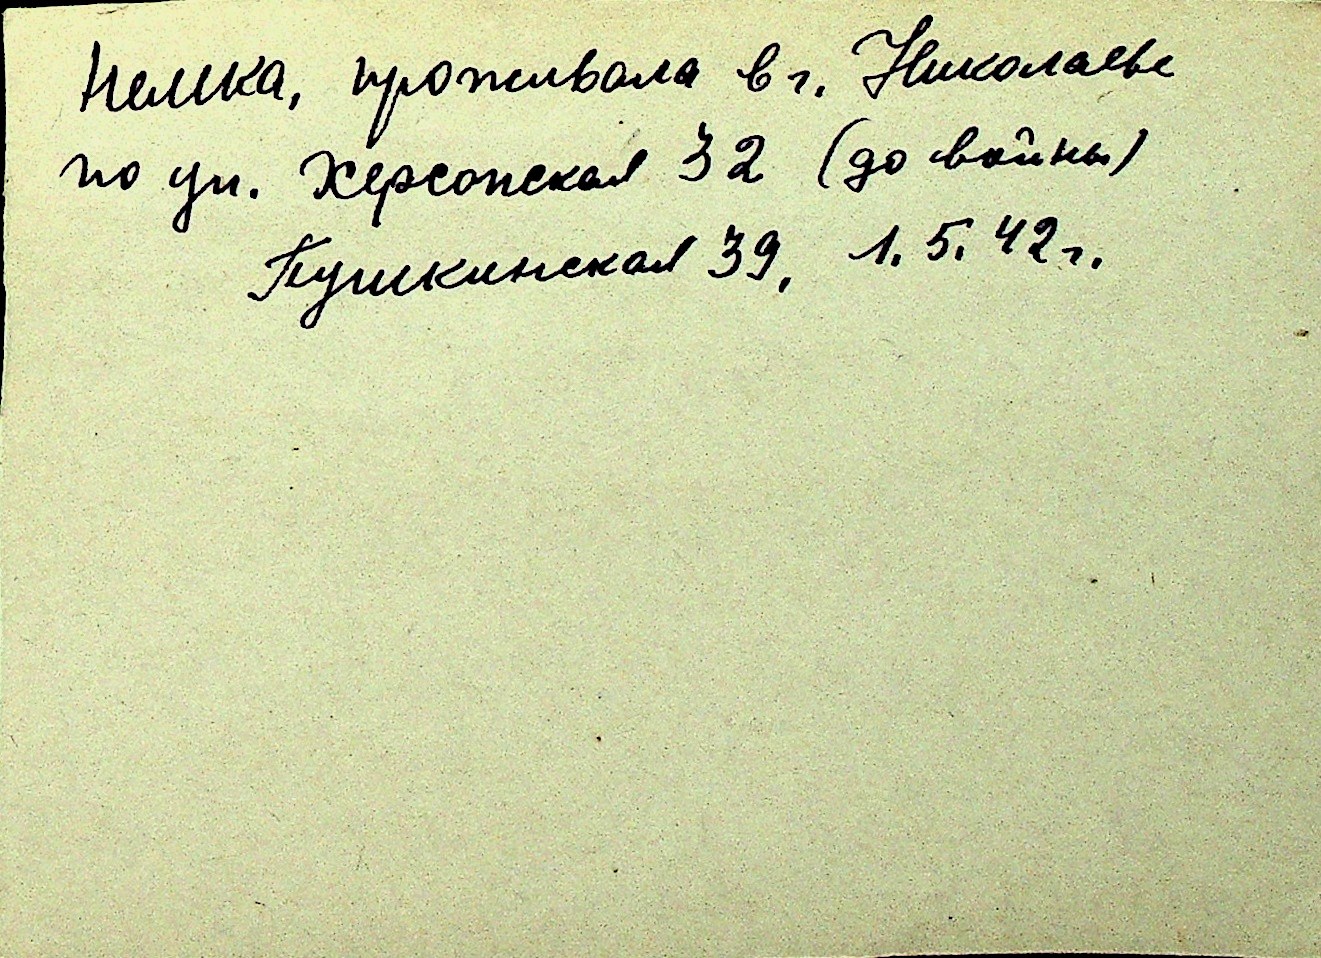 Немка, проживала в г. Николаеве
по ул. Херсонская 32 (до войны)
Пушкинская 39, 1.5.42 г.